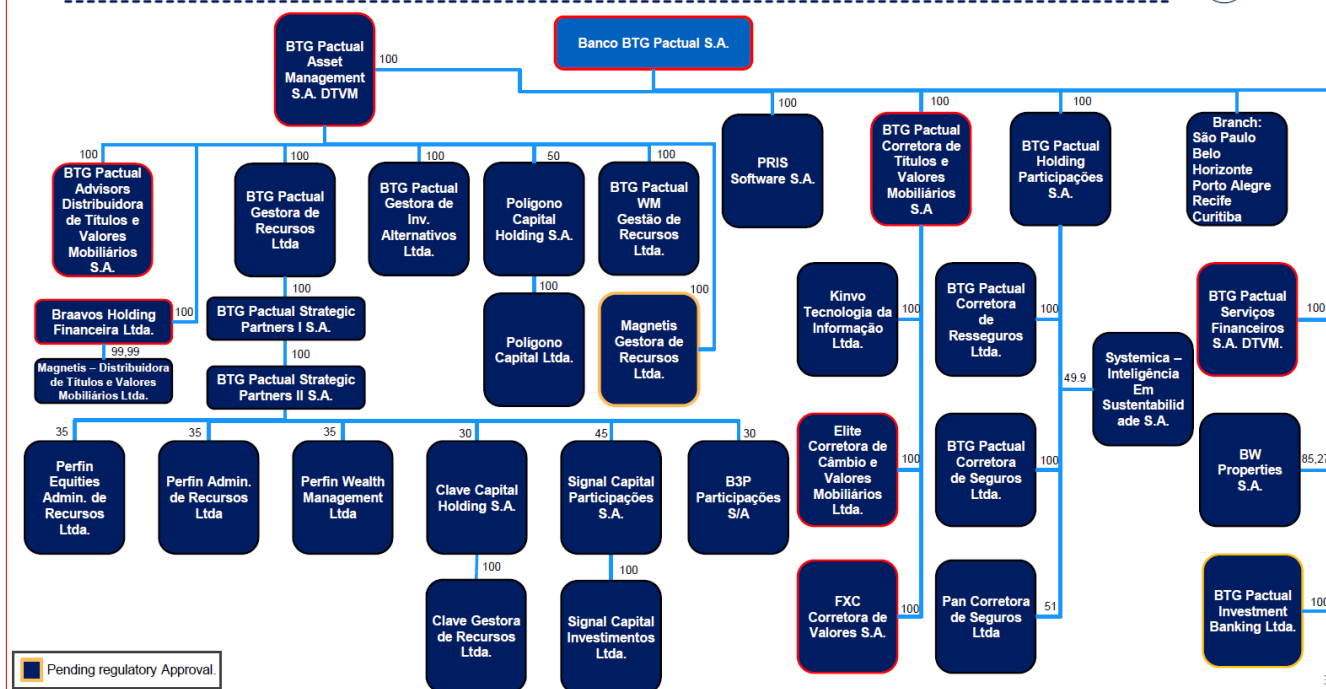 BTG Pactual
Asset
Management
S.A. DTVM
100
Banco BTG Pactual S.A.
100
PRIS
Software S.A.
100
BTG Pactual
Corretora de
Títulos e
Valores
Mobiliários
S.A
100
BTG Pactual
Holding
Participações
S.A.
Branch:
São Paulo
Belo
Horizonte
Porto Alegre
Recife
Curitiba
100
BTG Pactual
Advisors
Distribuidora
de Títulos e
Valores
Mobiliários
S.A.
100
BTG Pactual
Gestora de
Recursos
Ltda
100
BTG Pactual
Gestora de
Inv.
Alternativos
Ltda.
50
Polígono
Capital
Holding S.A.
100
BTG Pactual
WM
Gestão de
Recursos
Ltda.
Braavos Holding
Financeira Ltda.
100
99,99
Magnetis – Distribuidora
de Títulos e Valores
Mobiliários Ltda.
100
BTG Pactual Strategic
Partners I S.A.
100
BTG Pactual Strategic
Partners II S.A.
100
Polígono
Capital Ltda.
100
Magnetis
Gestora de
Recursos
Ltda.
Kinvo
Tecnologia
da
Informação
Ltda.
100
BTG Pactual
Corretora
de
Resseguros
Ltda.
100
49.9
Systemica –
Inteligência
Em
Sustentabilid
ade S.A.
BTG Pactual
Serviços
Financeiros
S.A. DTVM.
100
35
Perfin
Equities
Admin. de
Recursos
Ltda.
35
Perfin Admin.
de Recursos
Ltda
35
Perfin Wealth
Management
Ltda
30
Clave Capital
Holding S.A.
45
Signal Capital
Participações
S.A.
30
B3P
Participações
S/A
Elite
Corretora de
Câmbio e
Valores
Mobiliários
Ltda.
100
BTG Pactual
Corretora
de Seguros
Ltda.
100
BW
Properties
S.A.
85,27
100
Clave Gestora
de Recursos
Ltda.
100
Signal Capital
Investimentos
Ltda.
FXC
Corretora de
Valores S.A.
100
Pan Corretora
de Seguros
Ltda
51
BTG Pactual
Investment
Banking Ltda.
100
Pending regulatory Approval.